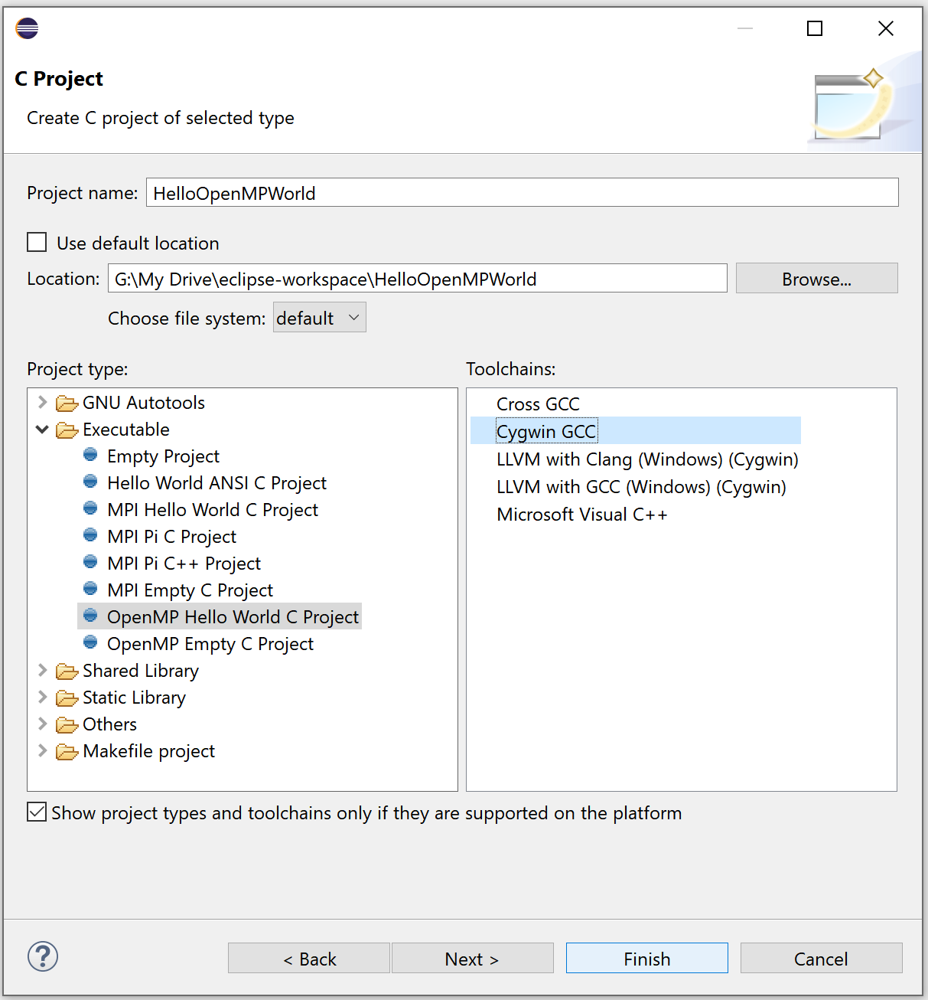 C Project
Create C project of selected type
Project name: HelloOpenMPWorld
Use default location
Location: G:\My Drive\eclipse-workspace\HelloOpenMPWorld Browse...
Choose file system: default
Project type:
GNU Autotools
Executable
Empty Project
Hello World ANSI C Project
MPI Hello World C Project
MPI Pi C Project
MPI Pi C++ Project
MPI Empty C Project
OpenMP Hello World C Project
OpenMP Empty C Project
Shared Library
Static Library
Others
Makefile project
Toolchains:
Cross GCC
Cygwin GCC
LLVM with Clang (Windows) (Cygwin)
LLVM with GCC (Windows) (Cygwin)
Microsoft Visual C++
Show project types and toolchains only if they are supported on the platform
? < Back Next > Finish Cancel